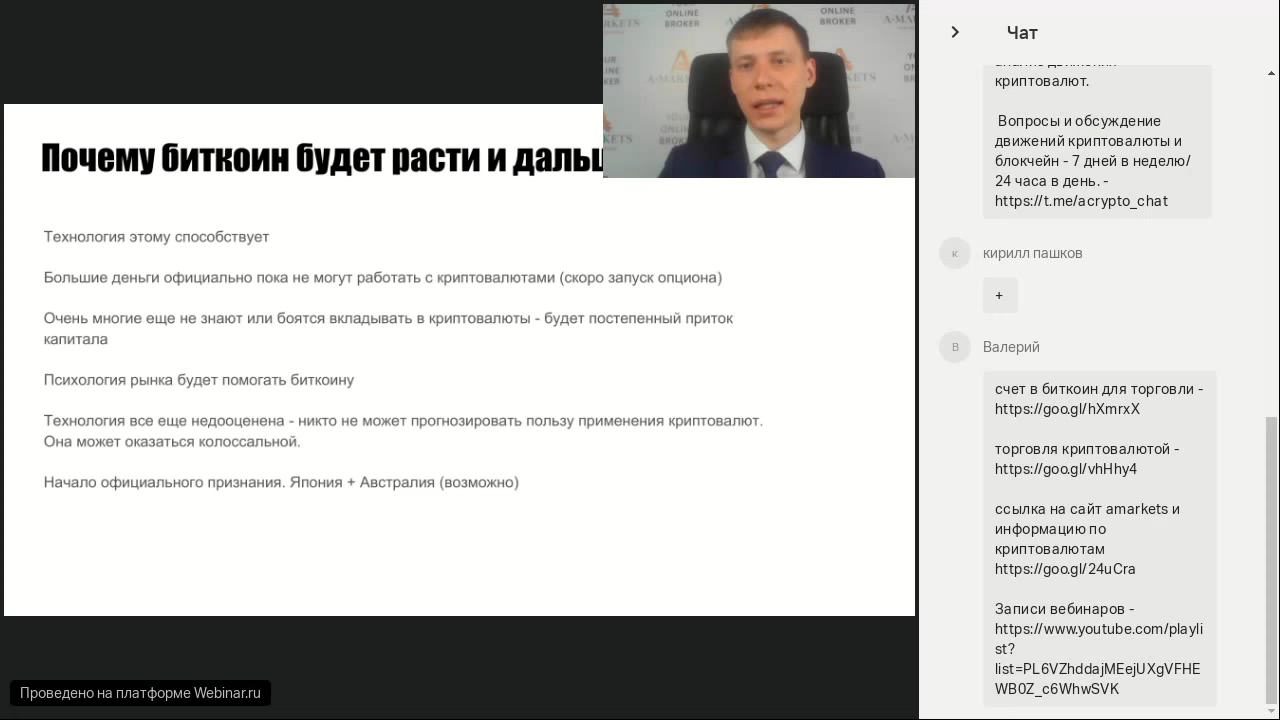 Почему биткоин будет расти и
Технология этому способствует
Большие деньги официально пока не могут работать с криптовалютами (скоро запуск опциона)
Очень многие еще не знают или боятся вкладывать в криптовалюты - будет постепенный приток
капитала
Психология рынка будет помогать биткоину
Технология все еще недооценена - никто не может прогнозировать пользу применения криптовалют.
Она может оказаться колоссальной.
Начало официального признания. Япония + Австралия (возможно)
Проведено на платформе Webinar.ru
YOUR
ONLINE
BROKER
A-MARKETS
Чат
криптовалют.
Вопросы и обсуждение
движений криптовалюты и
блокчейн - 7 дней в неделю/
24 часа в день. -
https://t.me/acrypto_chat
к
кирилл пашков
+
В
Валерий
счет в биткоин для торговли -
https://goo.gl/hXmrxX
торговля криптовалютой -
https://goo.gl/vhHhy4
ссылка на сайт amarkets и
информацию по
криптовалютам
https://goo.gl/24uCra
Записи вебинаров -
https://www.youtube.com/playli
st?
list=PL6VZhddajMEejUXgVFHE
WB0Z_c6WhwSVK